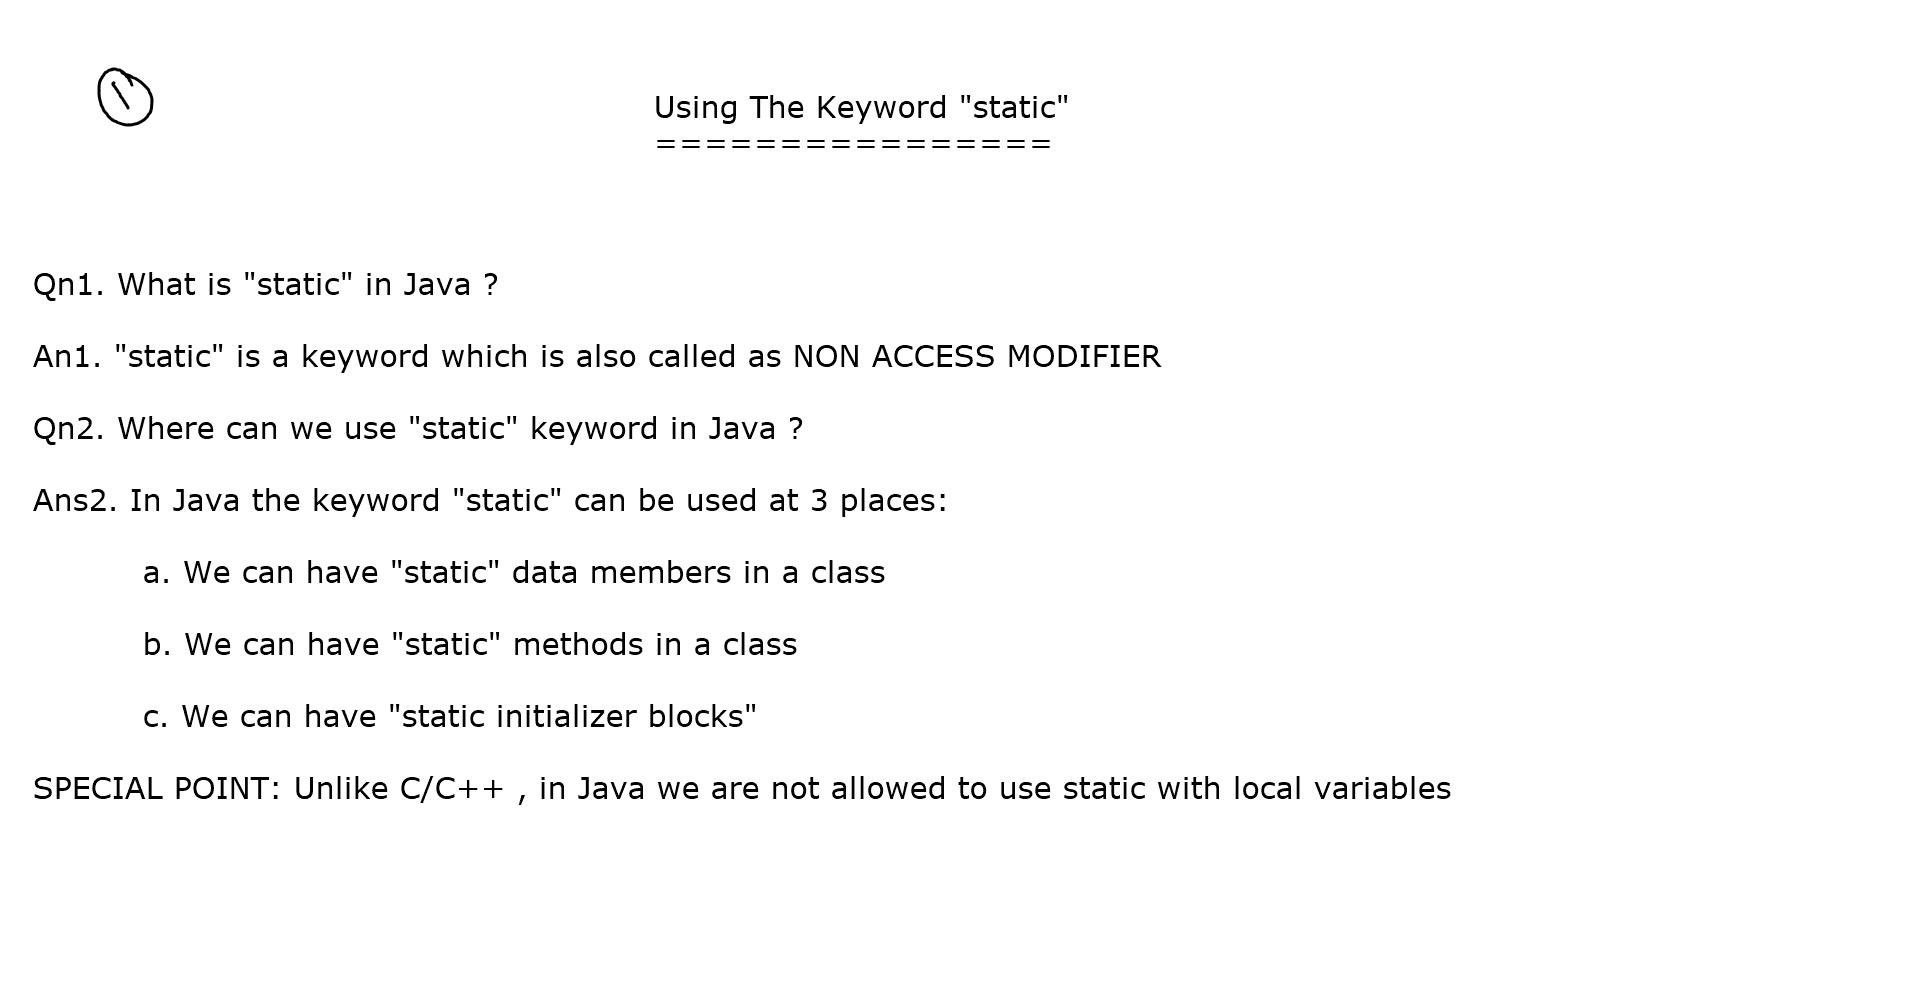 Using The Keyword "static"
================
Qn1. What is "static" in Java ?
An1. "static" is a keyword which is also called as NON ACCESS MODIFIER
Qn2. Where can we use "static" keyword in Java ?
Ans2. In Java the keyword "static" can be used at 3 places:
a. We can have "static" data members in a class
b. We can have "static" methods in a class
c. We can have "static initializer blocks"
SPECIAL POINT: Unlike C/C++ , in Java we are not allowed to use static with local variables